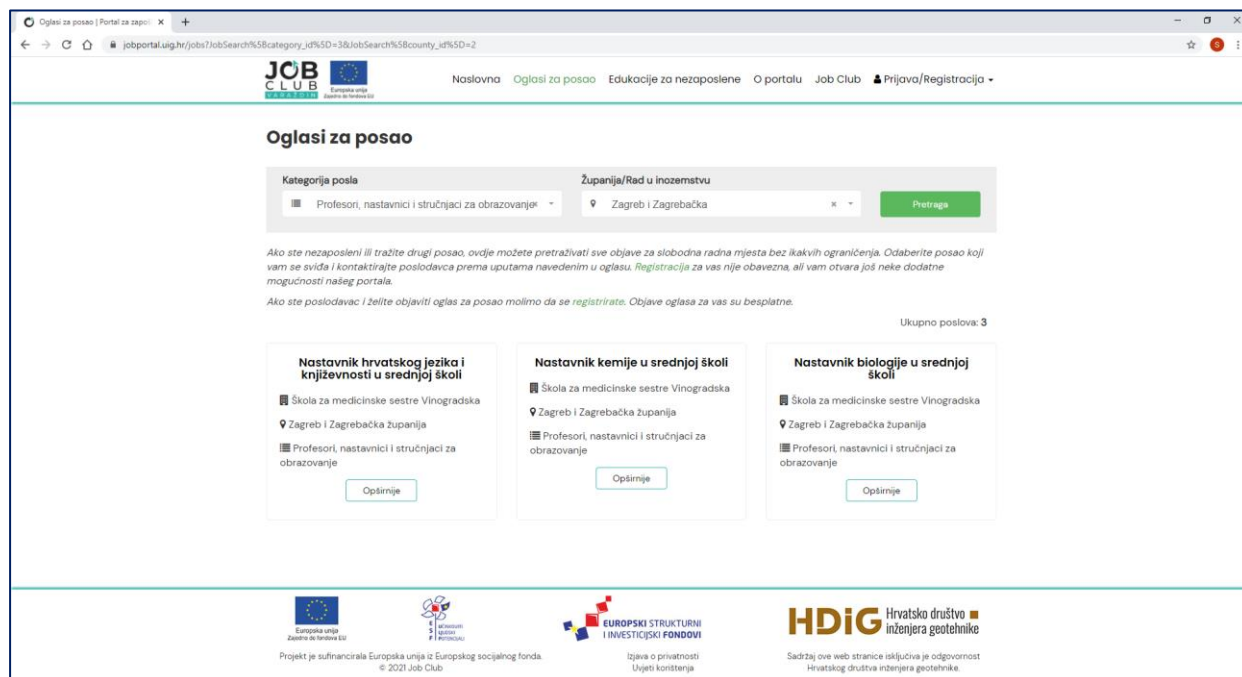 Oglasi za posao | Portal za zapoš
jobportal.uig.hr/jobs?JobSearch%5Bcategory_id%5D=3&JobSearch%5Bcounty_id%5D=2
S
JOB
CLUB
VARAŽDIN
Europska unija
Zajedno do fondova EU
Naslovna Oglasi za posao Edukacije za nezaposlene O portalu Job Club Prijava/Registracija
Oglasi za posao
Kategorija posla Županija/Rad u inozemstvu
Profesori, nastavnici i stručnjaci za obrazovanje Zagreb i Zagrebačka Pretraga
Ako ste nezaposleni ili tražite drugi posao, ovdje možete pretraživati sve objave za slobodna radna mjesta bez ikakvih ograničenja. Odaberite posao koji
vam se sviđa i kontaktirajte poslodavca prema uputama navedenim u oglasu. Registracija za vas nije obavezna, ali vam otvara još neke dodatne
mogućnosti našeg portala.
Ako ste poslodavac i želite objaviti oglas za posao molimo da se registrirate. Objave oglasa za vas su besplatne.
Ukupno poslova: 3
Nastavnik hrvatskog jezika i
književnosti u srednjoj školi
Škola za medicinske sestre Vinogradska
Zagreb i Zagrebačka županija
Profesori, nastavnici i stručnjaci za
obrazovanje
Opširnije
Nastavnik kemije u srednjoj školi
Škola za medicinske sestre Vinogradska
Zagreb i Zagrebačka županija
Profesori, nastavnici i stručnjaci za
obrazovanje
Opširnije
Nastavnik biologije u srednjoj
školi
Škola za medicinske sestre Vinogradska
Zagreb i Zagrebačka županija
Profesori, nastavnici i stručnjaci za
obrazovanje
Opširnije
Europska unija
Zajedno do fondova EU
E
S
F
UČINKOVITI
LJUDSKI
POTENCIJALI
EUROPSKI STRUKTURNI
I INVESTICIJSKI FONDOVI
HDiG
Hrvatsko društvo
inženjera geotehnike
Projekt je sufinancirala Europska unija iz Europskog socijalnog fonda.
© 2021 Job Club
Izjava o privatnosti
Uvjeti korištenja
Sadržaj ove web stranice isključiva je odgovornost
Hrvatskog društva inženjera geotehnike.